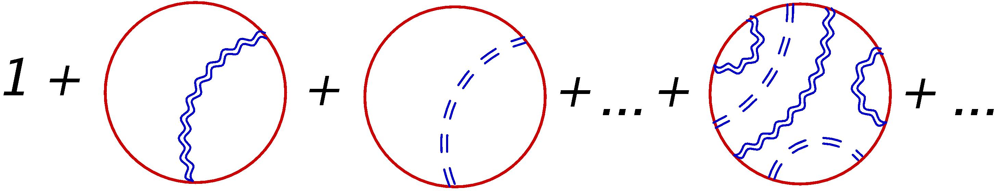 1 + + + ... + + ...